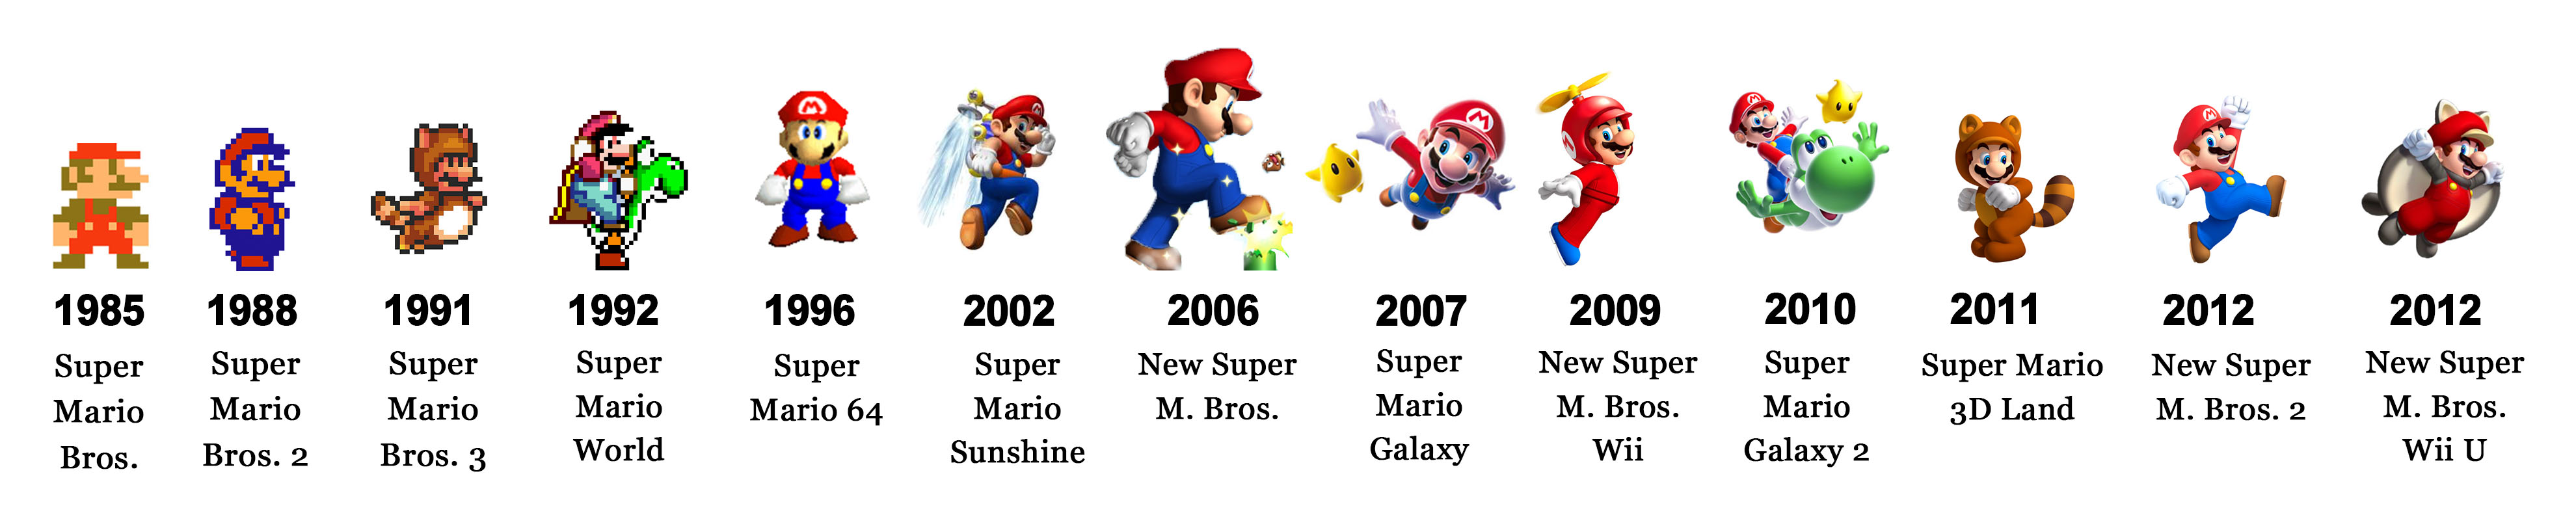 1985
Super
Mario
Bros.
1988
Super
Mario
Bros. 2
1991
Super
Mario
Bros. 3
1992
Super
Mario
World
1996
Super
Mario 64
2002
Super
Mario
Sunshine
2006
New Super
M. Bros.
2007
Super
Mario
Galaxy
2009
New Super
M. Bros.
Wii
2010
Super
Mario
Galaxy 2
2011
Super Mario
3D Land
2012
New Super
M. Bros. 2
2012
New Super
M. Bros.
Wii U